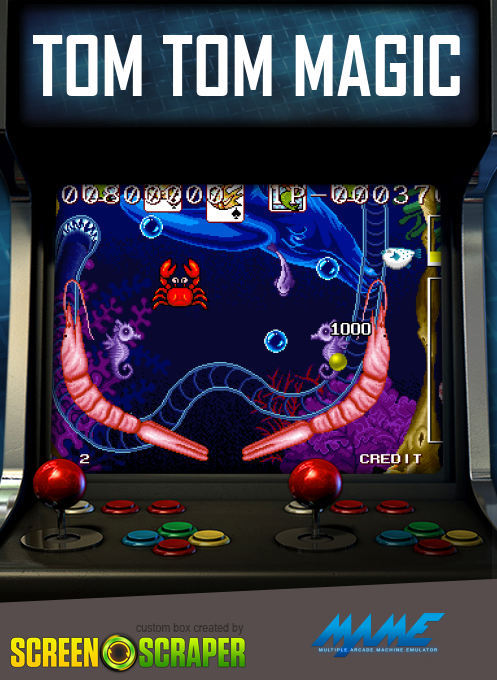 TOM TOM MAGIC
0080000007
LP-00037
1000
2
CREDIT
custom box created by
SCREEN SCRAPER
MAME
MULTIPLE ARCADE MACHINE EMULATOR